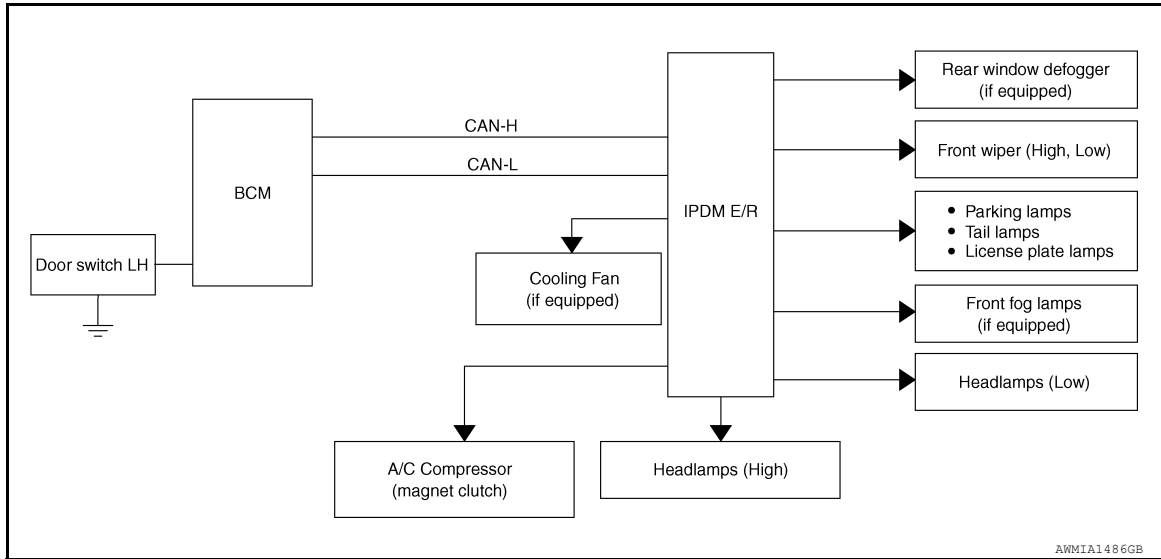 Rear window defogger
(if equipped)
CAN-H
Front wiper (High, Low)
CAN-L
BCM
IPDM E/R
• Parking lamps
• Tail lamps
• License plate lamps
Door switch LH
Cooling Fan
(if equipped)
Front fog lamps
(if equipped)
Headlamps (Low)
A/C Compressor
(magnet clutch)
Headlamps (High)
AWMIA1486GB